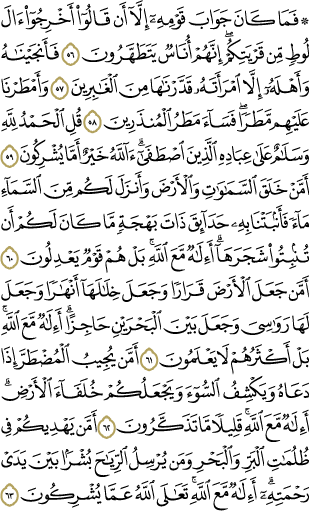 ۞ فَمَا كَانَ جَوَابَ قَوْمِهِۦٓ إِلَّآ أَن قَالُوٓا۟ أَخْرِجُوٓا۟ ءَالَ
لُوطٍ مِّن قَرْيَتِكُمْ ۖ إِنَّهُمْ أُنَاسٌ يَتَطَهَّرُونَ ٥٦ فَأَنجَيْنَٰهُ
وَأَهْلَهُۥٓ إِلَّا ٱمْرَأَتَهُۥ قَدَّرْنَٰهَا مِنَ ٱلْغَٰبِرِينَ ٥٧ وَأَمْطَرْنَا
عَلَيْهِم مَّطَرًا ۖ فَسَآءَ مَطَرُ ٱلْمُنذَرِينَ ٥٨ قُلِ ٱلْحَمْدُ لِلَّهِ
وَسَلَٰمٌ عَلَىٰ عِبَادِهِ ٱلَّذِينَ ٱصْطَفَىٰٓ ۗ ءَآللَّهُ خَيْرٌ أَمَّا يُشْرِكُونَ ٥٩
أَمَّنْ خَلَقَ ٱلسَّمَٰوَٰتِ وَٱلْأَرْضَ وَأَنزَلَ لَكُم مِّنَ ٱلسَّمَآءِ
مَآءً فَأَنۢبَتْنَا بِهِۦ حَدَآئِقَ ذَاتَ بَهْجَةٍ مَّا كَانَ لَكُمْ أَن
تُنۢبِتُوا۟ شَجَرَهَآ ۗ أَءِلَٰهٌ مَّعَ ٱللَّهِ ۚ بَلْ هُمْ قَوْمٌ يَعْدِلُونَ ٦٠
أَمَّن جَعَلَ ٱلْأَرْضَ قَرَارًا وَجَعَلَ خِلَٰلَهَآ أَنْهَٰرًا وَجَعَلَ
لَهَا رَوَٰسِىَ وَجَعَلَ بَيْنَ ٱلْبَحْرَيْنِ حَاجِزًا ۗ أَءِلَٰهٌ مَّعَ ٱللَّهِ ۚ
بَلْ أَكْثَرُهُمْ لَا يَعْلَمُونَ ٦١ أَمَّن يُجِيبُ ٱلْمُضْطَرَّ إِذَا
دَعَاهُ وَيَكْشِفُ ٱلسُّوٓءَ وَيَجْعَلُكُمْ خُلَفَآءَ ٱلْأَرْضِ ۗ
أَءِلَٰهٌ مَّعَ ٱللَّهِ ۚ قَلِيلًا مَّا تَذَكَّرُونَ ٦٢ أَمَّن يَهْدِيكُمْ فِى
ظُلُمَٰتِ ٱلْبَرِّ وَٱلْبَحْرِ وَمَن يُرْسِلُ ٱلرِّيَٰحَ بُشْرًۢا بَيْنَ يَدَىْ
رَحْمَتِهِۦٓ ۗ أَءِلَٰهٌ مَّعَ ٱللَّهِ ۚ تَعَٰلَى ٱللَّهُ عَمَّا يُشْرِكُونَ ٦٣